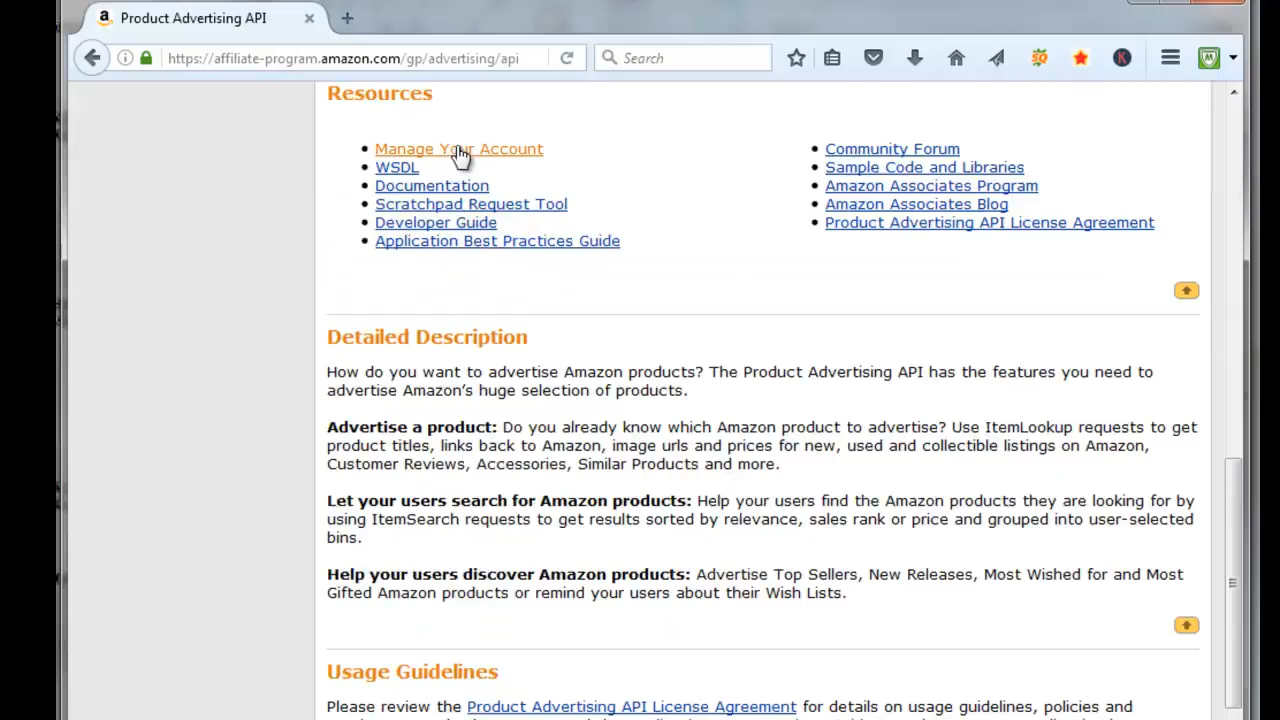 Product Advertising API
https://affiliate-program.amazon.com/gp/advertising/api
Search
Resources
Manage Your Account
WSDL
Documentation
Scratchpad Request Tool
Developer Guide
Application Best Practices Guide
Community Forum
Sample Code and Libraries
Amazon Associates Program
Amazon Associates Blog
Product Advertising API License Agreement
Detailed Description
How do you want to advertise Amazon products? The Product Advertising API has the features you need to
advertise Amazon's huge selection of products.
Advertise a product: Do you already know which Amazon product to advertise? Use ItemLookup requests to get
product titles, links back to Amazon, image urls and prices for new, used and collectible listings on Amazon,
Customer Reviews, Accessories, Similar Products and more.
Let your users search for Amazon products: Help your users find the Amazon products they are looking for by
using ItemSearch requests to get results sorted by relevance, sales rank or price and grouped into user-selected
bins.
Help your users discover Amazon products: Advertise Top Sellers, New Releases, Most Wished for and Most
Gifted Amazon products or remind your users about their Wish Lists.
Usage Guidelines
Please review the Product Advertising API License Agreement for details on usage guidelines, policies and